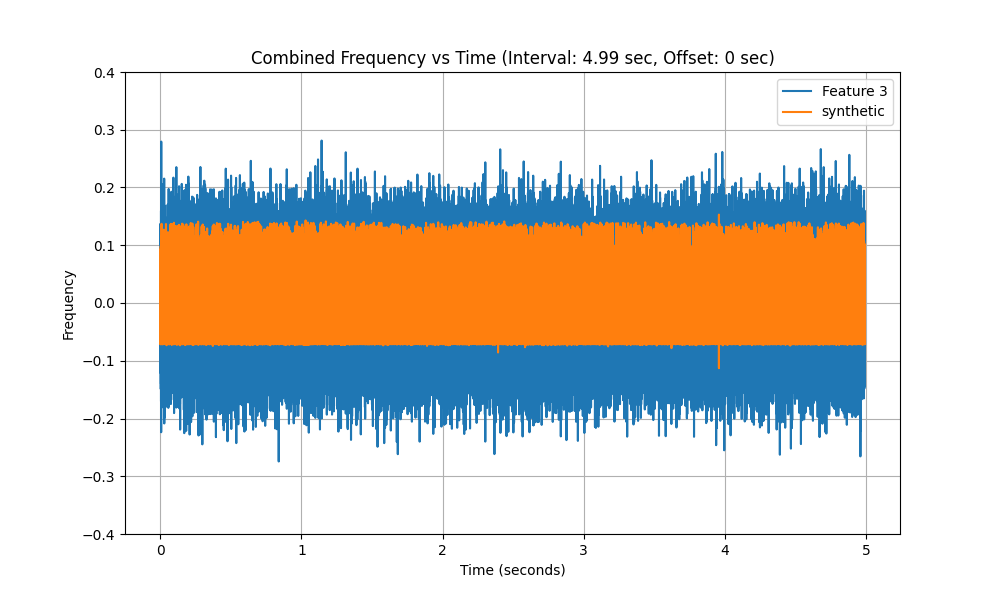 Combined Frequency vs Time (Interval: 4.99 sec, Offset: 0 sec)
Feature 3
synthetic
Frequency
0.4
0.3
0.2
0.1
0.0
−0.1
−0.2
−0.3
−0.4
0 1 2 3 4 5
Time (seconds)